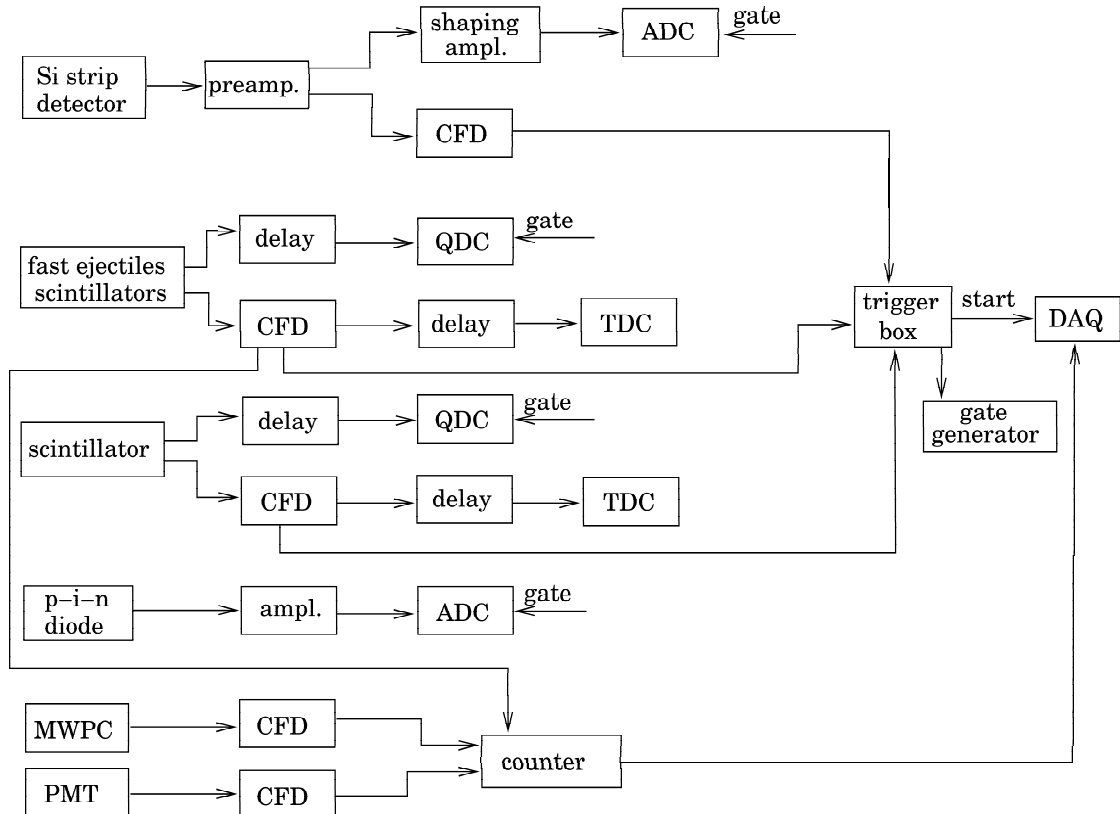 shaping
ampl.
ADC
gate
Si strip
detector
preamp.
CFD
fast ejectiles
scintillators
delay
QDC
gate
CFD
delay
TDC
trigger
box
start
DAQ
gate
generator
scintillator
delay
QDC
gate
CFD
delay
TDC
p–i–n
diode
ampl.
ADC
gate
MWPC
CFD
counter
PMT
CFD